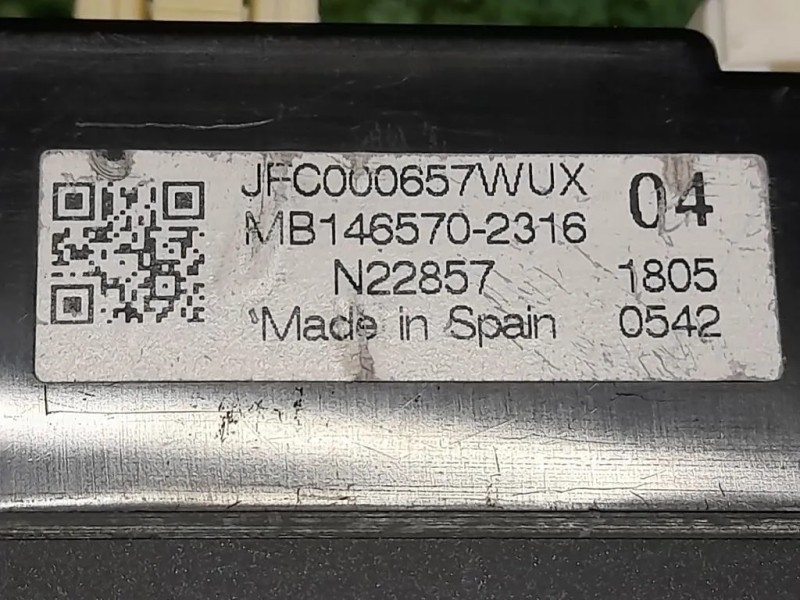 JFC000657WUX 04
MB146570-2316
N22857 1805
Made in Spain 0542